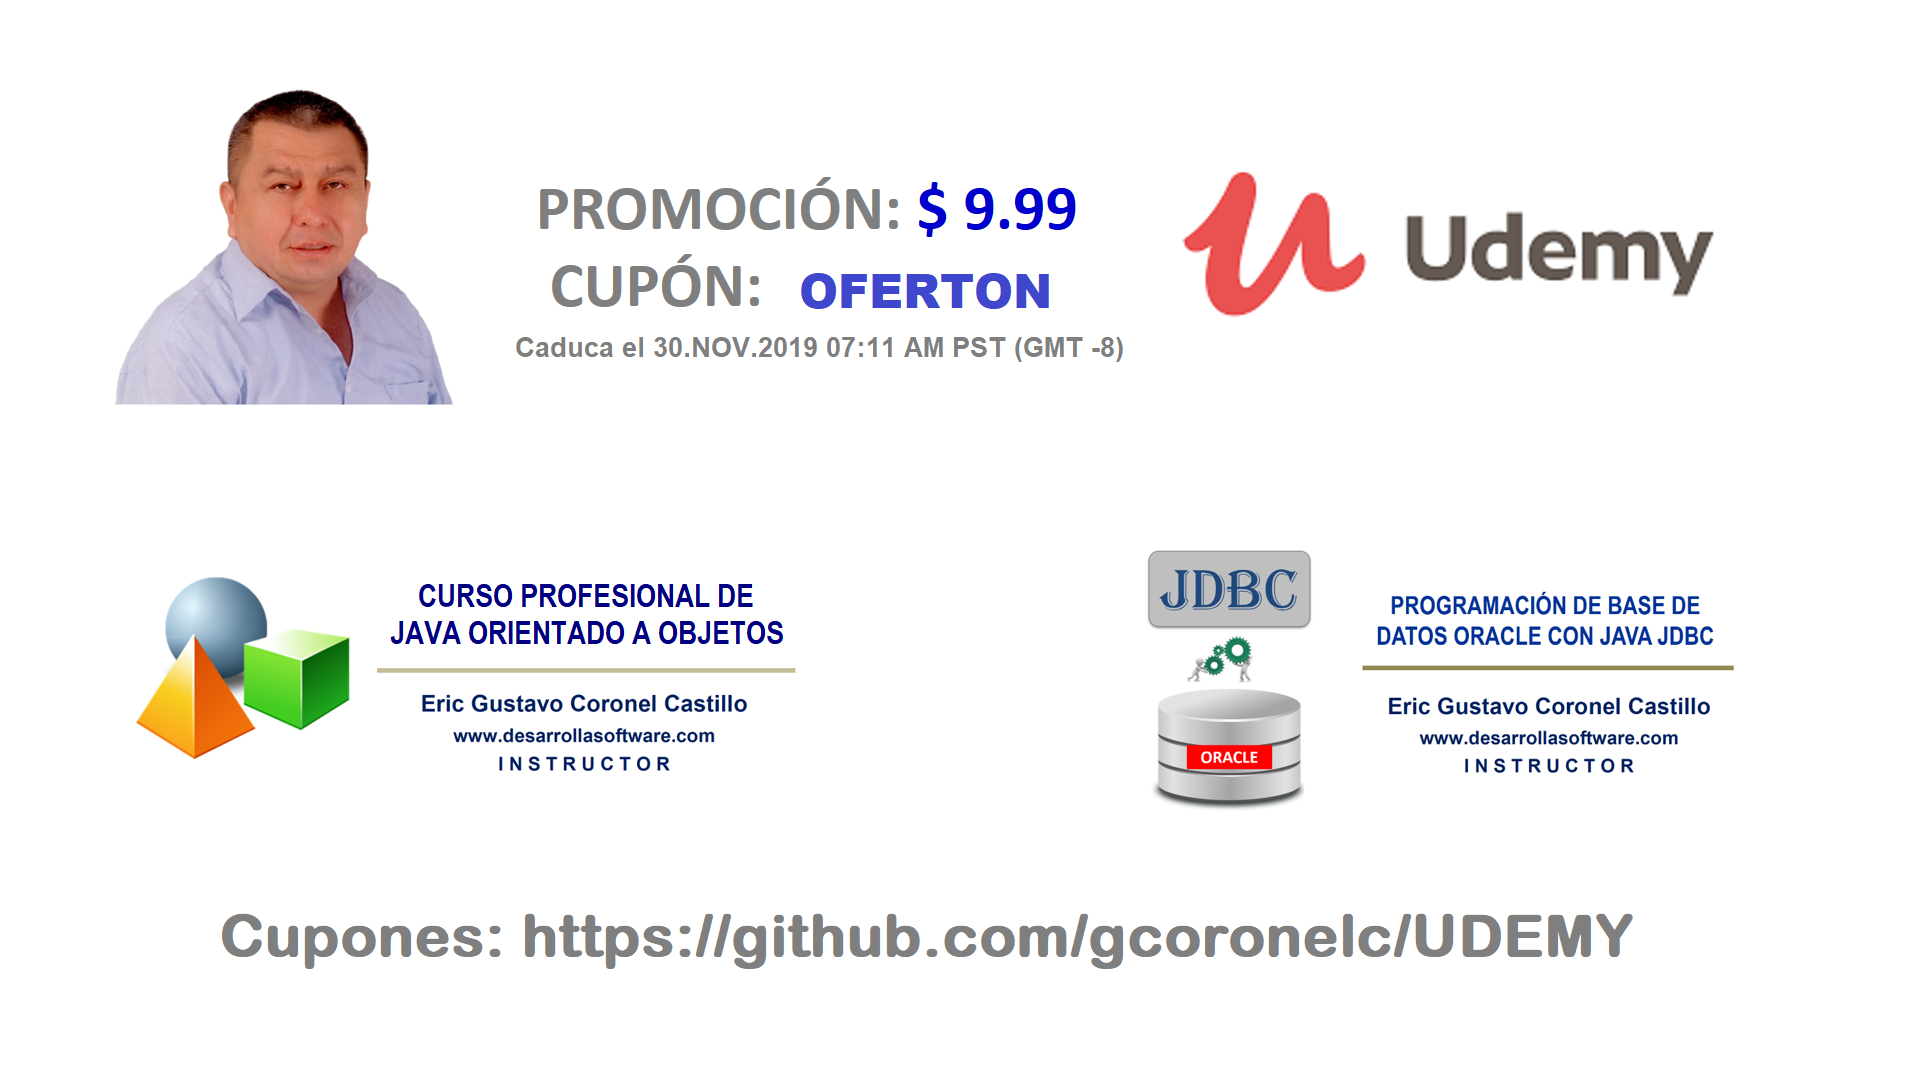 PROMOCIÓN: $ 9.99
CUPÓN: OFERTON
Caduca el 30.NOV.2019 07:11 AM PST (GMT -8)
Udemy
CURSO PROFESIONAL DE
JAVA ORIENTADO A OBJETOS
Eric Gustavo Coronel Castillo
www.desarrollasoftware.com
INSTRUCTOR
JDBC
ORACLE
PROGRAMACIÓN DE BASE DE
DATOS ORACLE CON JAVA JDBC
Eric Gustavo Coronel Castillo
www.desarrollasoftware.com
INSTRUCTOR
Cupones: https://github.com/gcoronelc/UDEMY